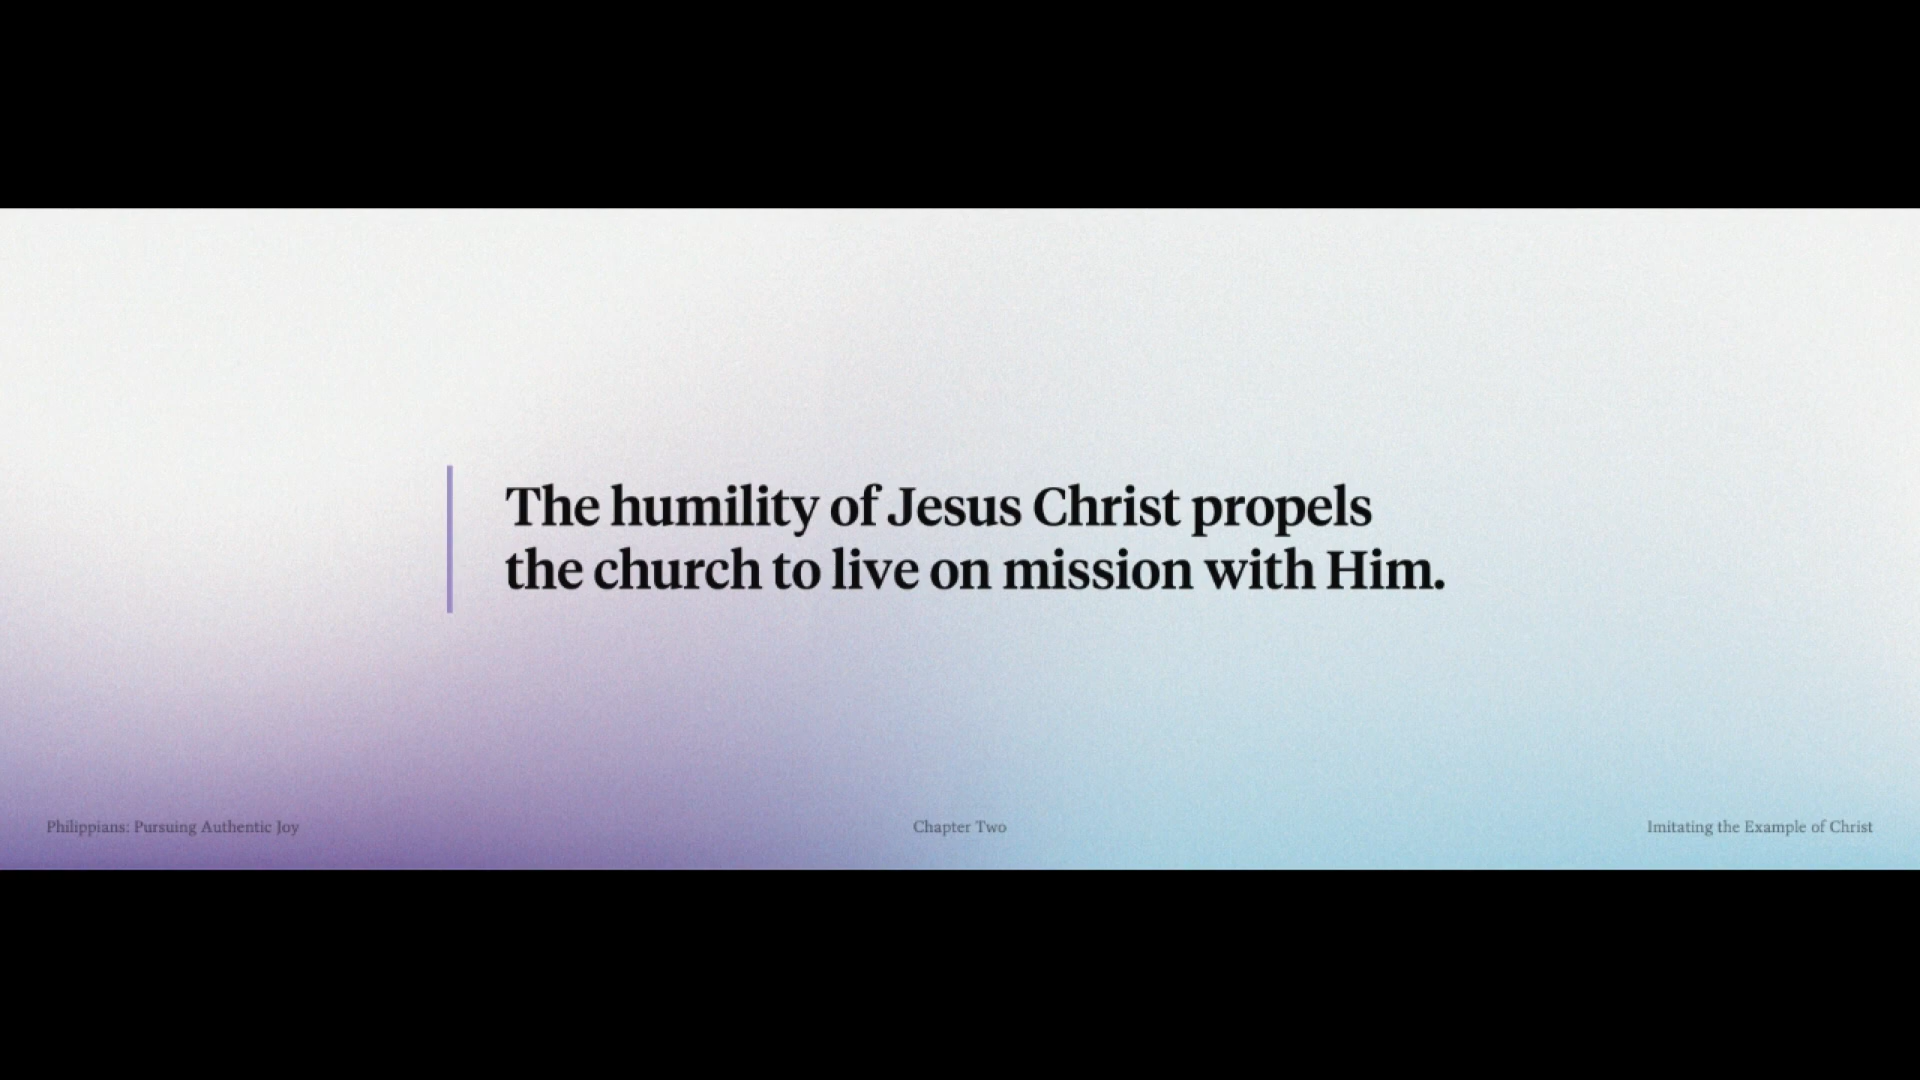 The humility of Jesus Christ propels
the church to live on mission with Him.
Philippians: Pursuing Authentic Joy
Chapter Two
Imitating the Example of Christ